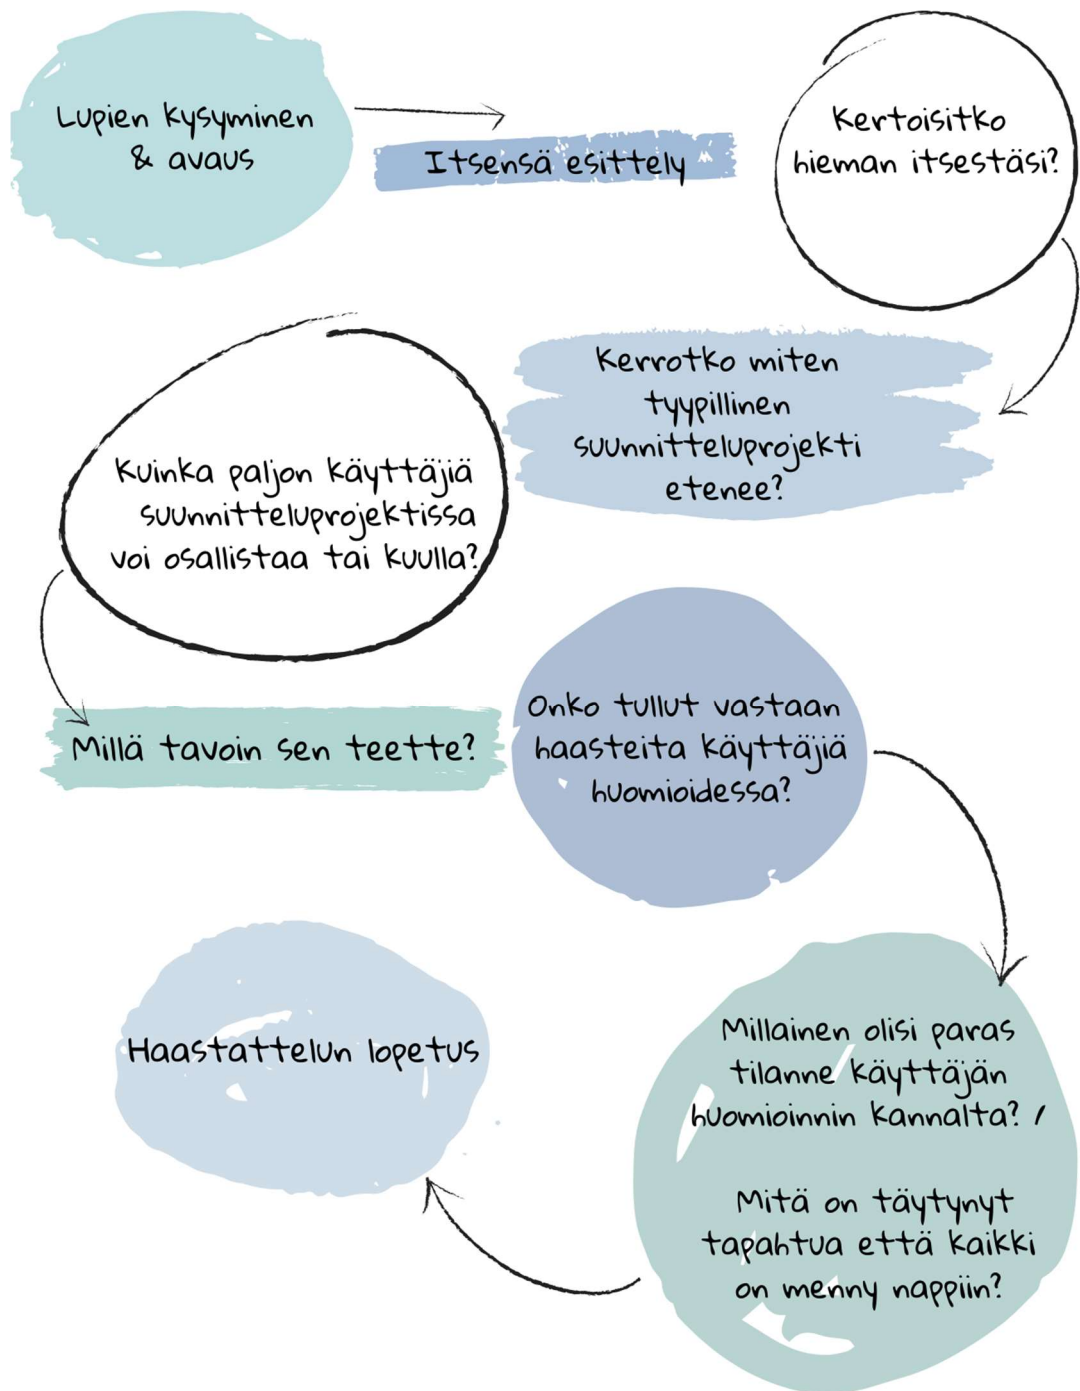 Lupien kysyminen
& avaus
Itsensä esittely
Kertoisitko
hieman itsestäsi?
Kerrotko miten
tyypillinen
suunnitteluprojekti
etenee?
Kuinka paljon käyttäjiä
suunnitteluprojektissa
voi osallistaa tai kuulla?
Millä tavoin sen teette?
Onko tullut vastaan
haasteita käyttäjiä
huomioidessa?
Millainen olisi paras
tilanne käyttäjän
huomioinnin kannalta? /
Mitä on täytynyt
tapahtua että kaikki
on menny nappiin?
Haastattelun lopetus